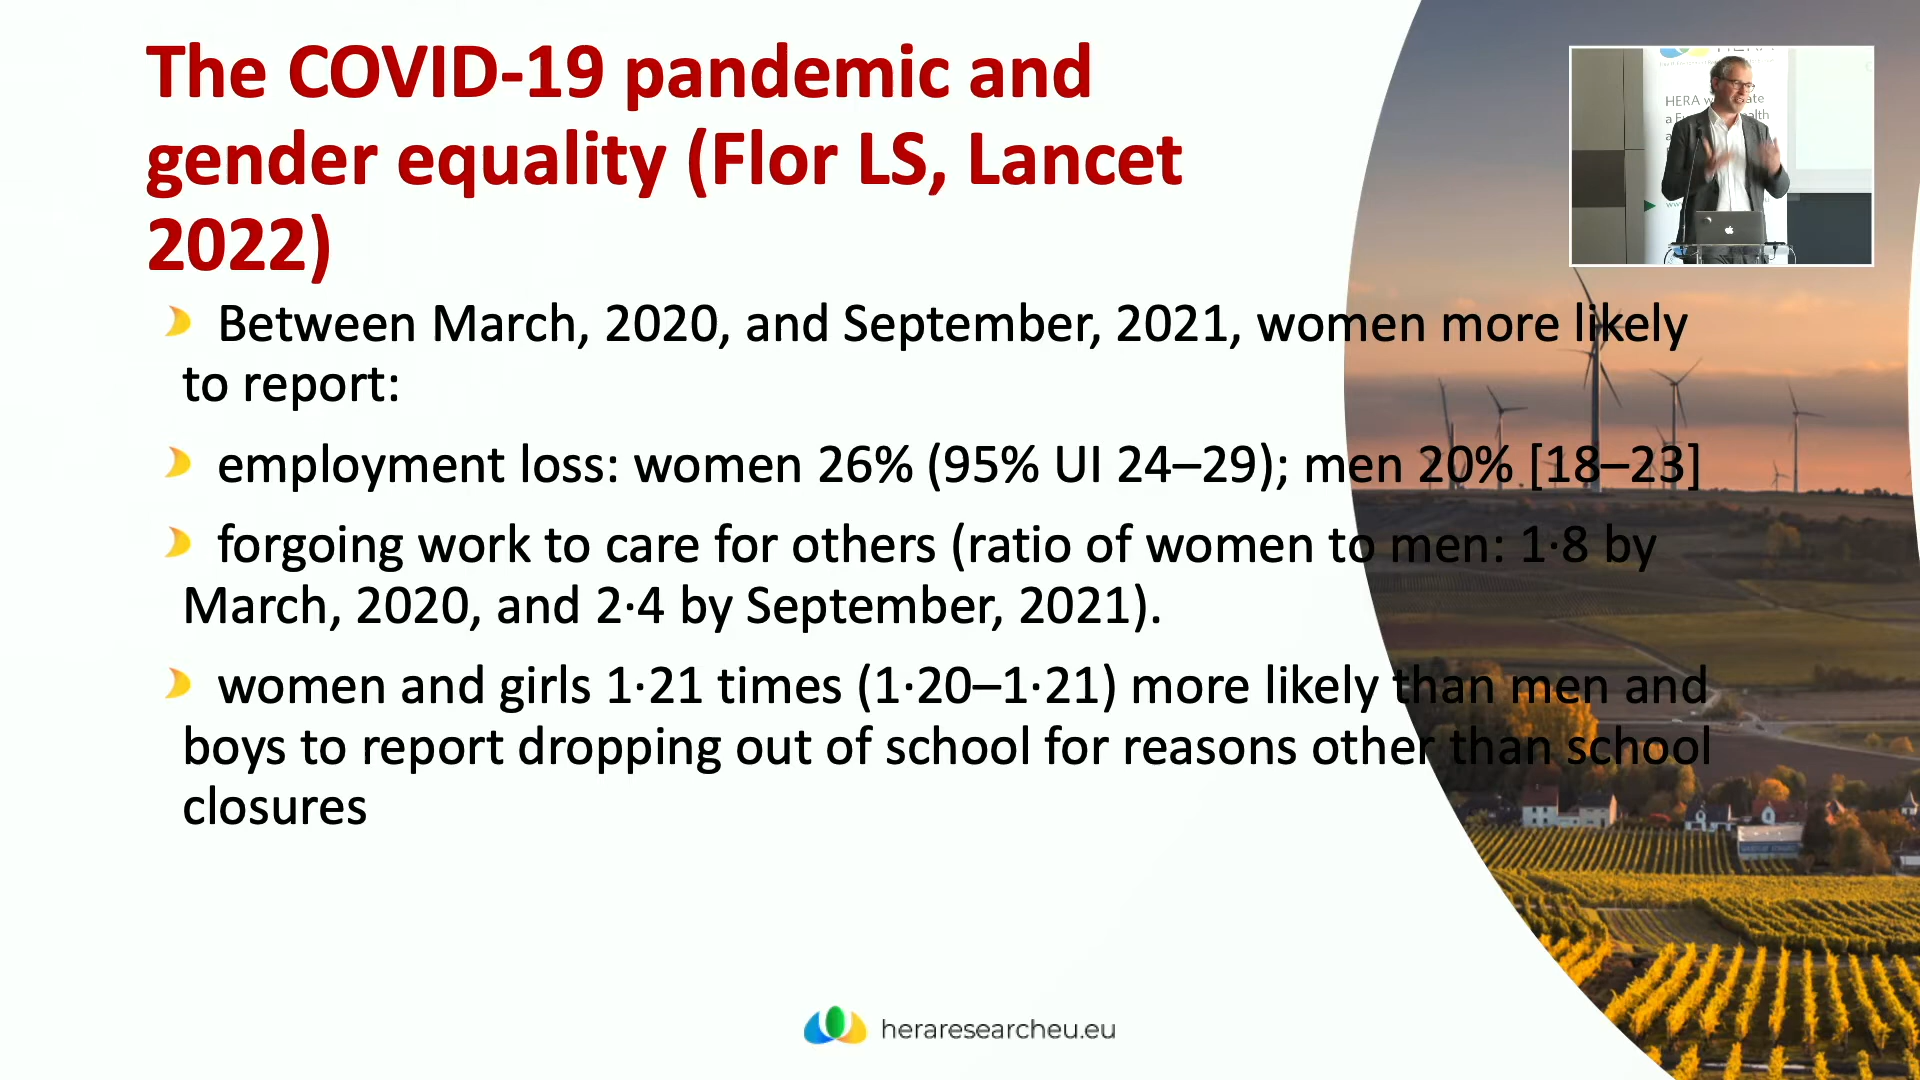 The COVID-19 pandemic and
gender equality (Flor LS, Lancet
2022)
Between March, 2020, and September, 2021, women more likely
to report:
employment loss: women 26% (95% UI 24–29); men 20% [18–23]
forgoing work to care for others (ratio of women to men: 1·8 by
March, 2020, and 2·4 by September, 2021).
women and girls 1·21 times (1·20–1·21) more likely than men and
boys to report dropping out of school for reasons other than school
closures
heraresearcheu.eu
HERA